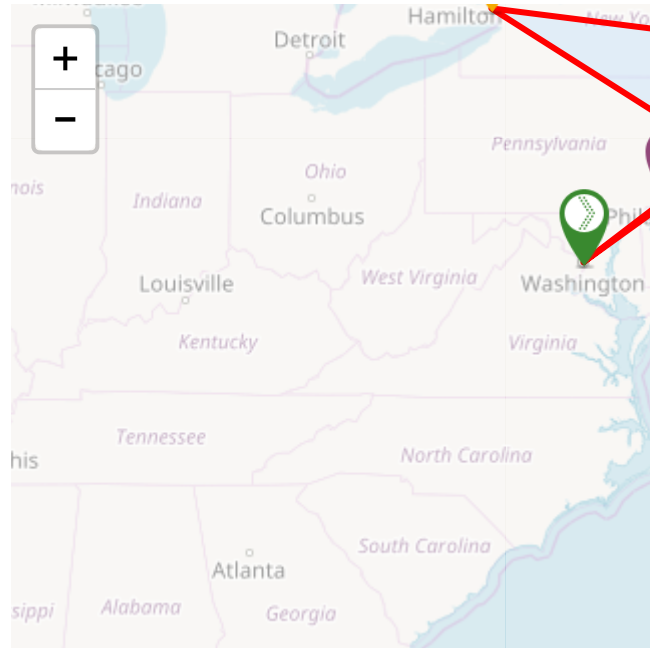 Hamilton
New York
Detroit
cago
Pennsylvania
nois
Ohio
Indiana
Columbus
Phil
West Virginia
Washington
Louisville
Kentucky
Virginia
Tennessee
North Carolina
his
South Carolina
Atlanta
sippi
Alabama
Georgia
+
−